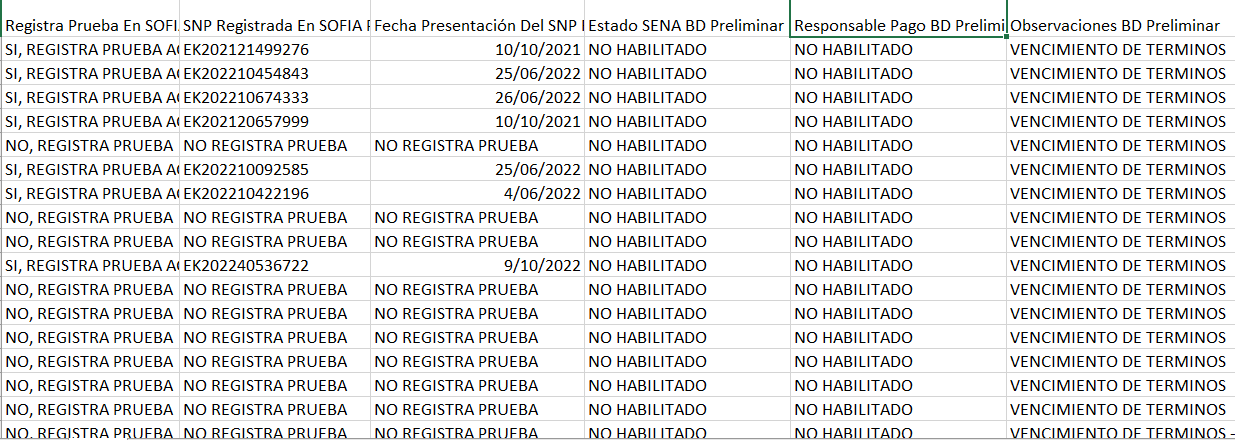 Registra Prueba En SOFI SNP Registrada En SOFIA Fecha Presentación Del SNP Estado SENA BD Preliminar Responsable Pago BD Prelimi Observaciones BD Preliminar
SI, REGISTRA PRUEBA EK202121499276 10/10/2021 NO HABILITADO NO HABILITADO VENCIMIENTO DE TERMINOS
SI, REGISTRA PRUEBA EK202210454843 25/06/2022 NO HABILITADO NO HABILITADO VENCIMIENTO DE TERMINOS
SI, REGISTRA PRUEBA EK202210674333 26/06/2022 NO HABILITADO NO HABILITADO VENCIMIENTO DE TERMINOS
SI, REGISTRA PRUEBA EK202120657999 10/10/2021 NO HABILITADO NO HABILITADO VENCIMIENTO DE TERMINOS
NO, REGISTRA PRUEBA NO REGISTRA PRUEBA NO REGISTRA PRUEBA NO HABILITADO NO HABILITADO VENCIMIENTO DE TERMINOS
SI, REGISTRA PRUEBA EK202210092585 25/06/2022 NO HABILITADO NO HABILITADO VENCIMIENTO DE TERMINOS
SI, REGISTRA PRUEBA EK202210422196 4/06/2022 NO HABILITADO NO HABILITADO VENCIMIENTO DE TERMINOS
NO, REGISTRA PRUEBA NO REGISTRA PRUEBA NO REGISTRA PRUEBA NO HABILITADO NO HABILITADO VENCIMIENTO DE TERMINOS
NO, REGISTRA PRUEBA NO REGISTRA PRUEBA NO REGISTRA PRUEBA NO HABILITADO NO HABILITADO VENCIMIENTO DE TERMINOS
SI, REGISTRA PRUEBA EK202240536722 9/10/2022 NO HABILITADO NO HABILITADO VENCIMIENTO DE TERMINOS
NO, REGISTRA PRUEBA NO REGISTRA PRUEBA NO REGISTRA PRUEBA NO HABILITADO NO HABILITADO VENCIMIENTO DE TERMINOS
NO, REGISTRA PRUEBA NO REGISTRA PRUEBA NO REGISTRA PRUEBA NO HABILITADO NO HABILITADO VENCIMIENTO DE TERMINOS
NO, REGISTRA PRUEBA NO REGISTRA PRUEBA NO REGISTRA PRUEBA NO HABILITADO NO HABILITADO VENCIMIENTO DE TERMINOS
NO, REGISTRA PRUEBA NO REGISTRA PRUEBA NO REGISTRA PRUEBA NO HABILITADO NO HABILITADO VENCIMIENTO DE TERMINOS
NO, REGISTRA PRUEBA NO REGISTRA PRUEBA NO REGISTRA PRUEBA NO HABILITADO NO HABILITADO VENCIMIENTO DE TERMINOS
NO, REGISTRA PRUEBA NO REGISTRA PRUEBA NO REGISTRA PRUEBA NO HABILITADO NO HABILITADO VENCIMIENTO DE TERMINOS
NO, REGISTRA PRUEBA NO REGISTRA PRUEBA NO REGISTRA PRUEBA NO HABILITADO NO HABILITADO VENCIMIENTO DE TERMINOS -